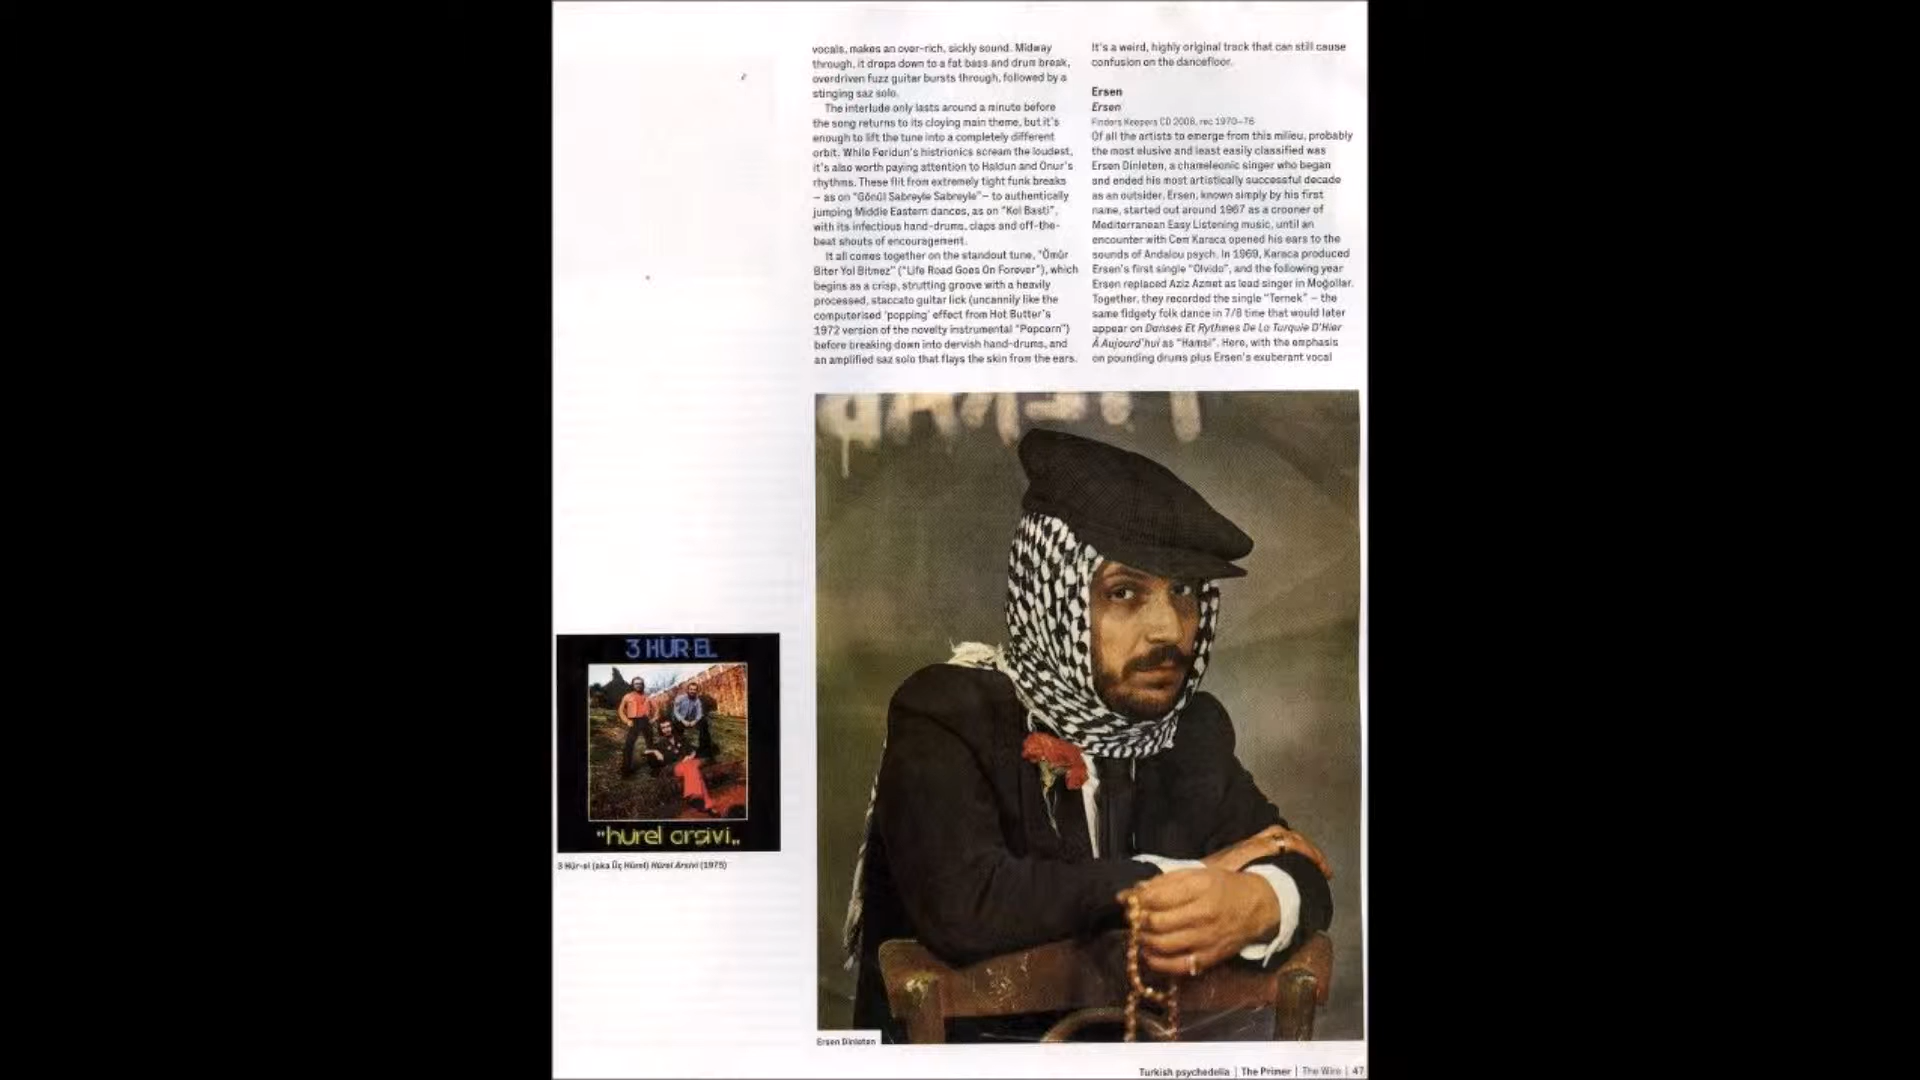 vocals, makes an over-rich, sickly sound. Midway
through, it drops down to a fat bass and drum break,
overdriven fuzz guitar bursts through, followed by a
stinging saz solo.
The interlude only lasts around a minute before
the song returns to its cloying main theme, but it's
enough to lift the tune into a completely different
orbit. While Feridun's histrionics scream the loudest,
it's also worth paying attention to Haldun and Onur's
rhythms. These flit from extremely tight funk breaks
– as on "Gönül Sabreyle Sabreyle"– to authentically
jumping Middle Eastern dances, as on "Kol Basti",
with its infectious hand-drums, claps and off-the-
beat shouts of encouragement.
It all comes together on the standout tune, "Ömür
Biter Yol Bitmez" ("Life Road Goes On Forever"), which
begins as a crisp, strutting groove with a heavily
processed, staccato guitar lick (uncannily like the
computerised 'popping' effect from Hot Butter's
1972 version of the novelty instrumental "Popcorn")
before breaking down into dervish hand-drums, and
an amplified saz solo that flays the skin from the ears.
It's a weird, highly original track that can still cause
confusion on the dancefloor.
Ersen
Ersen
Finders Keepers CD 2008, rec 1970–76
Of all the artists to emerge from this milieu, probably
the most elusive and least easily classified was
Ersen Dinleten, a chameleonic singer who began
and ended his most artistically successful decade
as an outsider. Ersen, known simply by his first
name, started out around 1967 as a crooner of
Mediterranean Easy Listening music, until an
encounter with Cem Karaca opened his ears to the
sounds of Andalou psych. In 1969, Karaca produced
Ersen's first single "Olvido", and the following year
Ersen replaced Aziz Azmet as lead singer in Moğollar.
Together, they recorded the single "Ternek" – the
same fidgety folk dance in 7/8 time that would later
appear on Danses Et Rythmes De La Turquie D'Hier
À Aujourd'hui as "Hamsi". Here, with the emphasis
on pounding drums plus Ersen's exuberant vocal
3 HÜR-EL
"hürel arşivi"
3 Hür-el (aka Üç Hürel) Hürel Arsivi (1975)
Ersen Dinleten
Turkish psychedelia | The Primer | The Wire | 47